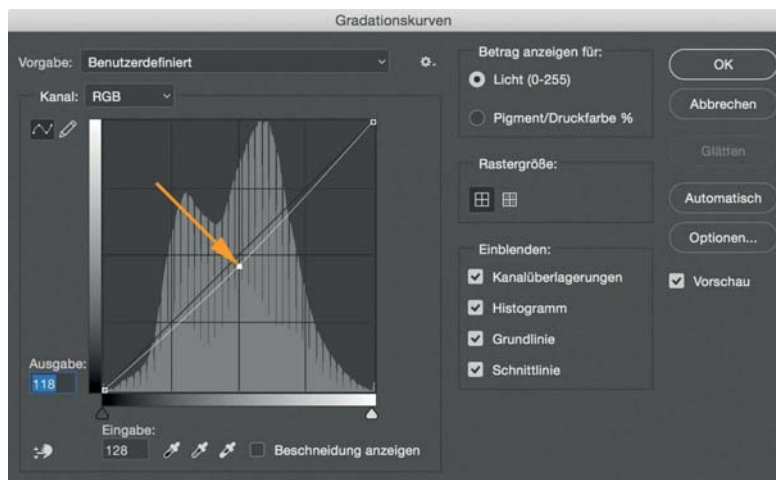 Gradationskurven
Vorgabe: Benutzerdefiniert
Kanal: RGB
Ausgabe:
118
Eingabe:
128
Beschneidung anzeigen
Betrag anzeigen für:
Licht (0-255)
Pigment/Druckfarbe %
Rastergröße:
Einblenden:
Kanalüberlagerungen
Histogramm
Grundlinie
Schnittlinie
OK
Abbrechen
Glätten
Automatisch
Optionen...
Vorschau